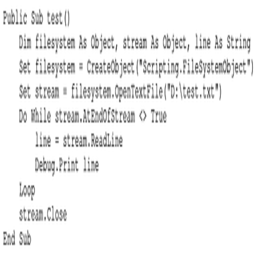 Public Sub test()
    Dim filesystem As Object, stream As Object, line As String
    Set filesystem = CreateObject("Scripting.FileSystemObject")
    Set stream = filesystem.OpenTextFile("D:\test.txt")
    Do While stream.AtEndOfStream <> True
        line = stream.ReadLine
        Debug.Print line
    Loop
    stream.Close
End Sub